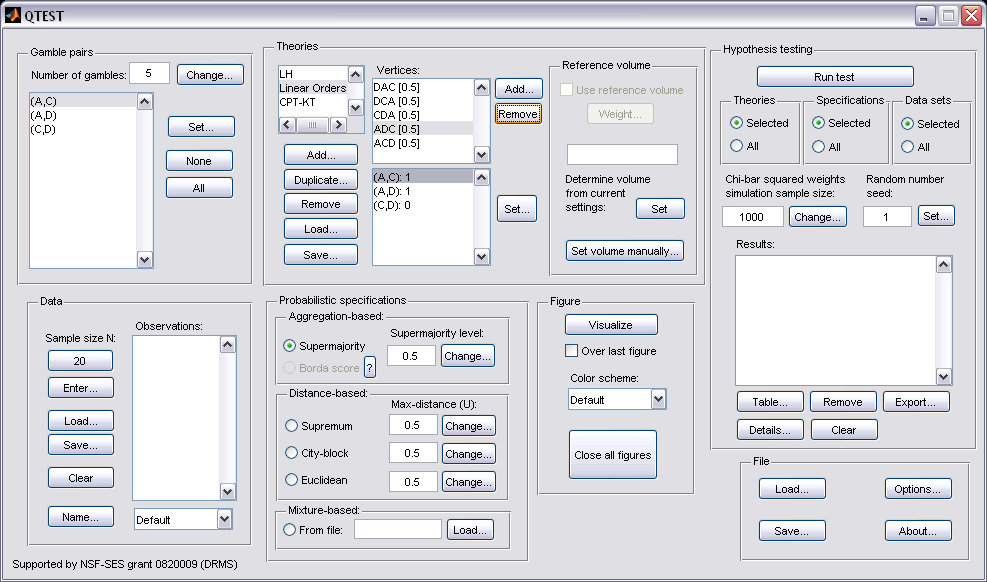 QTEST
Gamble pairs
Number of gambles: 5 Change...
(A,C)
(A,D)
(C,D)
Set...
None
All
Theories
LH
Linear Orders
CPT-KT
Add...
Duplicate...
Remove
Load...
Save...
Vertices:
DAC [0.5]
DCA [0.5]
CDA [0.5]
ADC [0.5]
ACD [0.5]
Add...
Remove
(A,C): 1
(A,D): 1
(C,D): 0
Set...
Reference volume
Use reference volume
Weight...
Determine volume
from current
settings: Set
Set volume manually...
Hypothesis testing
Run test
Theories
Selected
All
Specifications
Selected
All
Data sets
Selected
All
Chi-bar squared weights
simulation sample size:
1000 Change...
Random number
seed:
1 Set...
Results:
Table... Remove Export...
Details... Clear
Data
Sample size N:
20
Enter...
Load...
Save...
Clear
Name...
Observations:
Default
Probabilistic specifications
Aggregation-based:
Supermajority
Borda score ?
Supermajority level:
0.5 Change...
Distance-based:
Max-distance (U):
Supremum 0.5 Change...
City-block 0.5 Change...
Euclidean 0.5 Change...
Mixture-based:
From file: Load...
Figure
Visualize
Over last figure
Color scheme:
Default
Close all figures
File
Load... Options...
Save... About...
Supported by NSF-SES grant 0820009 (DRMS)